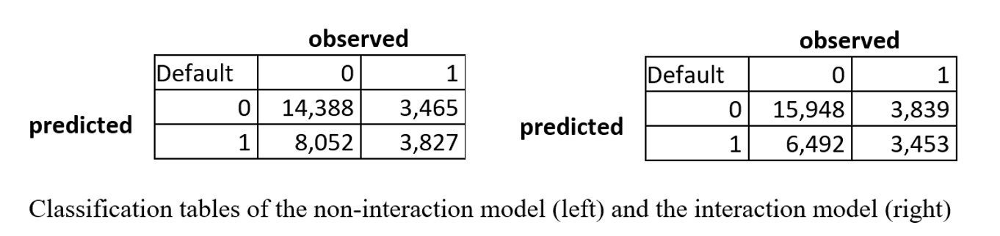 observed observed
Default 0 1 Default 0 1
predicted 0 14,388 3,465 predicted 0 15,948 3,839
1 8,052 3,827 1 6,492 3,453
Classification tables of the non-interaction model (left) and the interaction model (right)